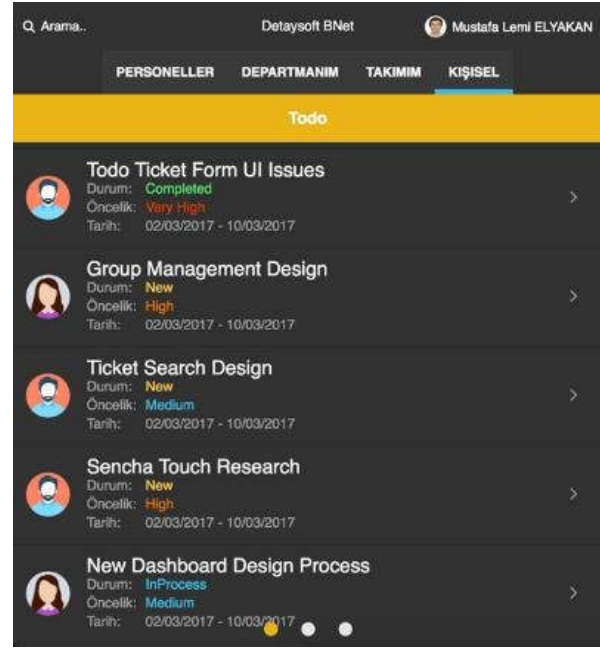 Arama..
Detaysoft BNet
Mustafa Lemi ELYAKAN
PERSONELLER DEPARTMANIM TAKIMIM KIŞISEL
Todo
Todo Ticket Form UI Issues
Durum: Completed
Öncelik: Very High
Tarih: 02/03/2017 - 10/03/2017
Group Management Design
Durum: New
Öncelik: High
Tarih: 02/03/2017 - 10/03/2017
Ticket Search Design
Durum: New
Öncelik: Medium
Tarih: 02/03/2017 - 10/03/2017
Sencha Touch Research
Durum: New
Öncelik: High
Tarih: 02/03/2017 - 10/03/2017
New Dashboard Design Process
Durum: InProcess
Öncelik: Medium
Tarih: 02/03/2017 - 10/03/2017